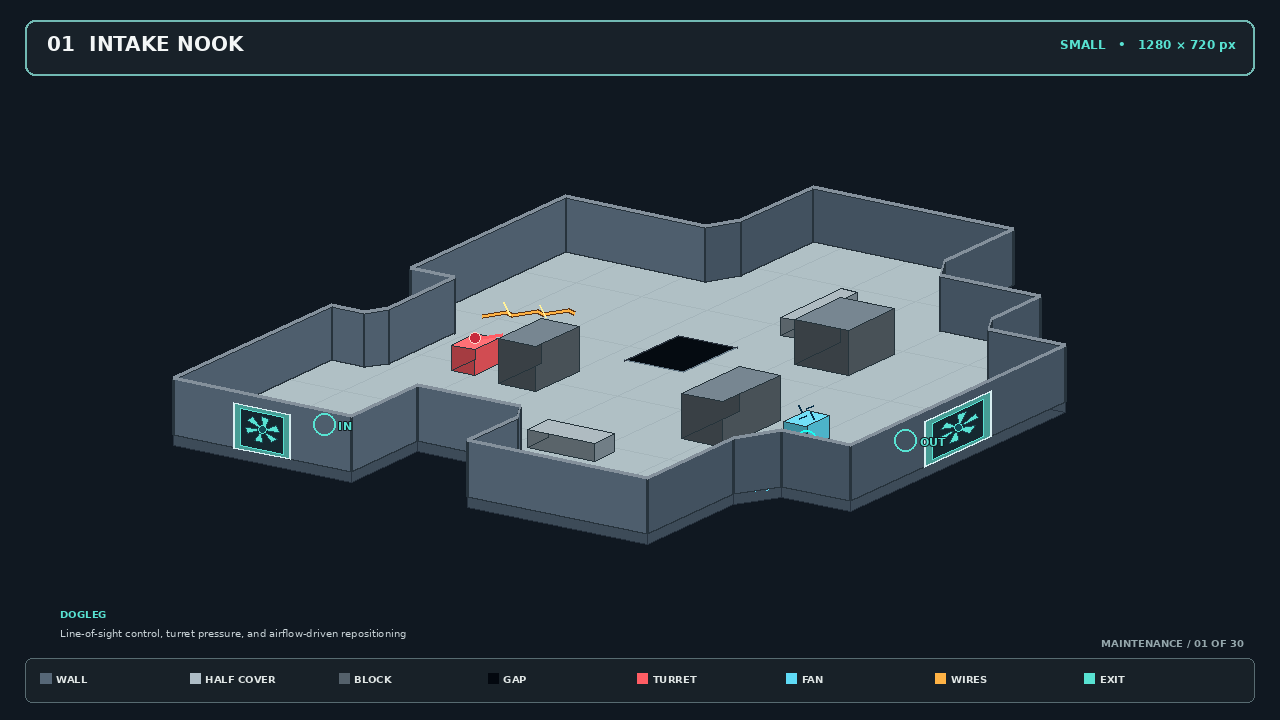 01 INTAKE NOOK
SMALL • 1280 × 720 px
IN
OUT
DOGLEG
Line-of-sight control, turret pressure, and airflow-driven repositioning
MAINTENANCE / 01 OF 30
WALL HALF COVER BLOCK GAP TURRET FAN WIRES EXIT